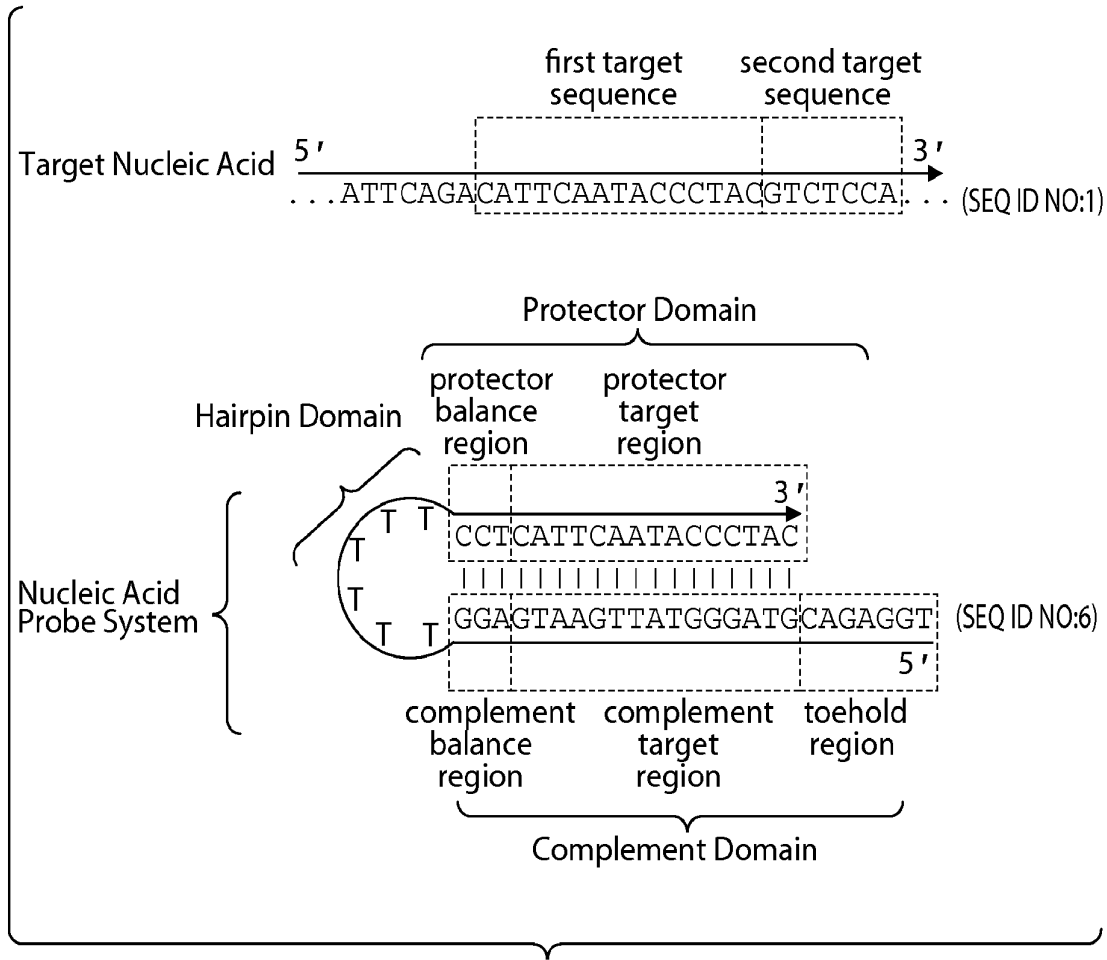 first target
sequence
second target
sequence
Target Nucleic Acid
5′
3′
...ATTCAGACATTCAATACCCTACGTCTCCA...
(SEQ ID NO:1)
Protector Domain
protector
balance
region
protector
target
region
Hairpin Domain
3′
T T T T T T
CCTCATTCAATACCCTAC
Nucleic Acid
Probe System
GGAGTAAGTTATGGGATGCAGAGGT
(SEQ ID NO:6)
5′
complement
balance
region
complement
target
region
toehold
region
Complement Domain